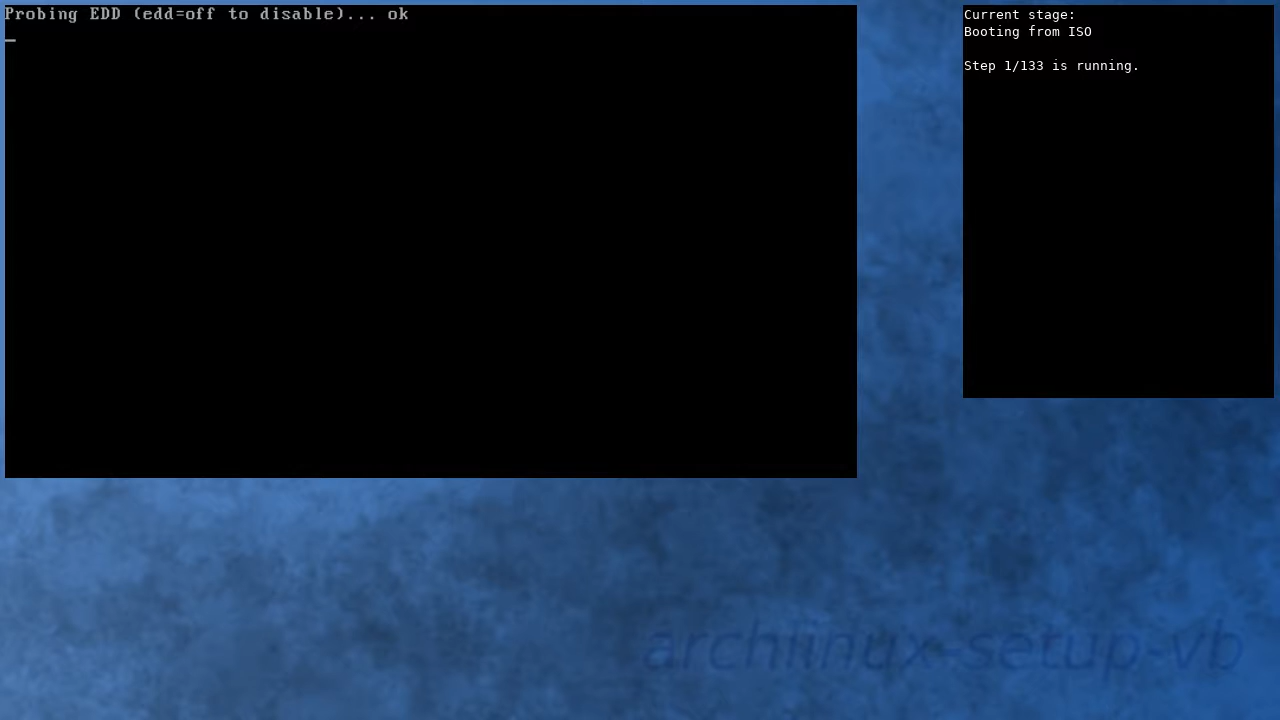 Probing EDD (edd=off to disable)... ok
_
Current stage:
Booting from ISO
Step 1/133 is running.
archlinux-setup-vb